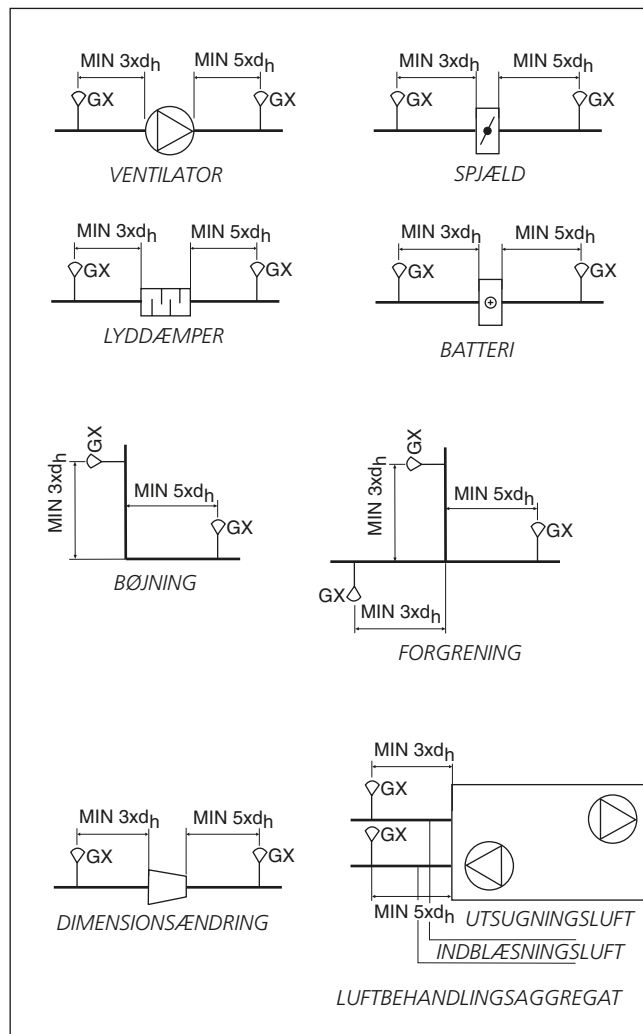 MIN 3xdh MIN 5xdh
GX GX
VENTILATOR
MIN 3xdh MIN 5xdh
GX GX
SPJÆLD
MIN 3xdh MIN 5xdh
GX GX
LYDDÆMPER
MIN 3xdh MIN 5xdh
GX GX
BATTERI
GX
MIN 3xdh
MIN 5xdh
GX
BØJNING
GX
MIN 3xdh
MIN 5xdh
GX
GX
MIN 3xdh
FORGRENING
MIN 3xdh MIN 5xdh
GX GX
DIMENSIONSÆNDRING
MIN 3xdh
GX
GX
MIN 5xdh
UTSUGNINGSLUFT
INDBLÆSNINGSLUFT
LUFTBEHANDLINGSAGGREGAT